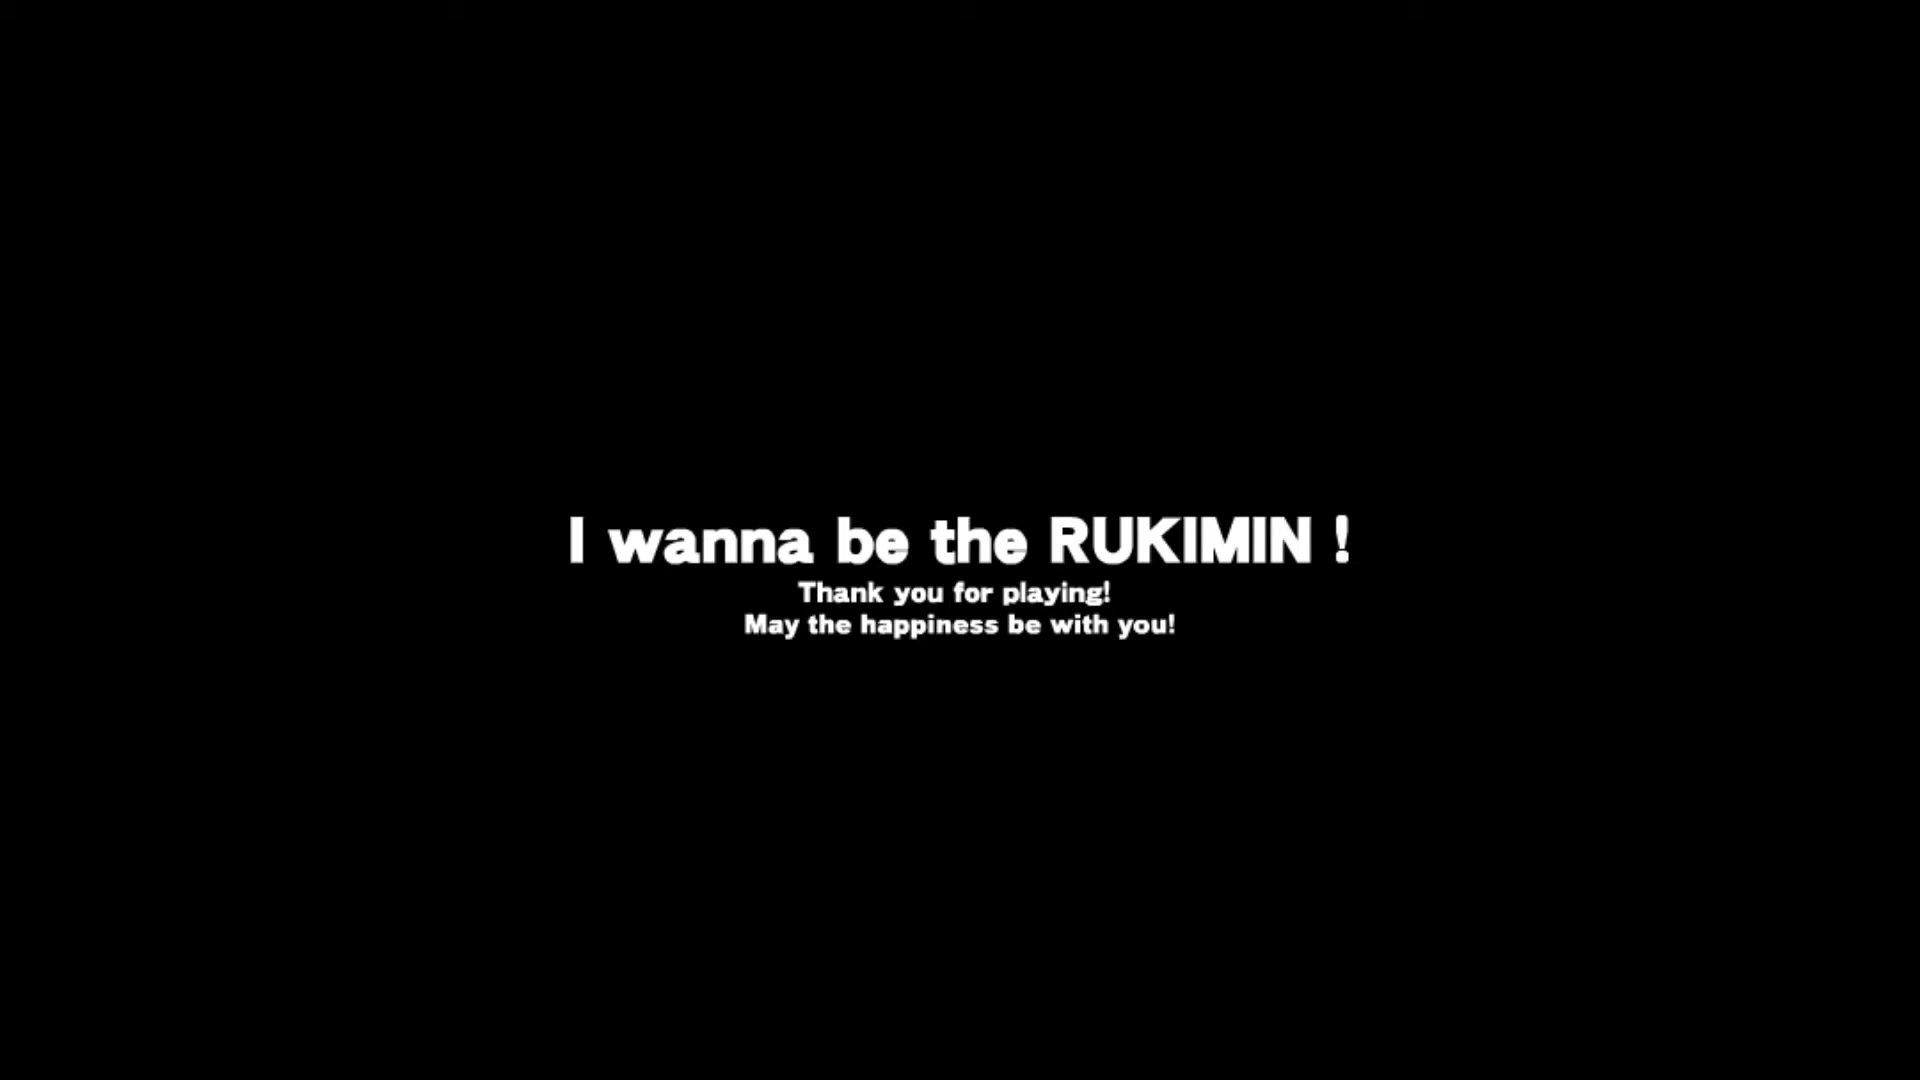 I wanna be the RUKIMIN !
Thank you for playing!
May the happiness be with you!